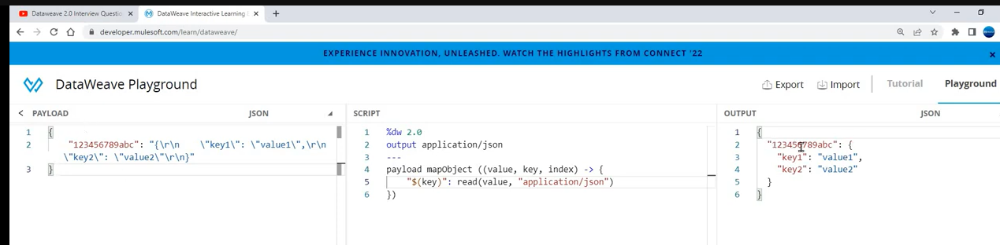 Dataweave 2.0 Interview Questio
DataWeave Interactive Learning
developer.mulesoft.com/learn/dataweave/
EXPERIENCE INNOVATION, UNLEASHED. WATCH THE HIGHLIGHTS FROM CONNECT '22
DataWeave Playground
Export
Import
Tutorial
Playground
PAYLOAD
JSON
1 {
2 "123456789abc": "{\r\n    \"key1\": \"value1\",\r\n
\"key2\": \"value2\"\r\n}"
3 }
SCRIPT
1 %dw 2.0
2 output application/json
3 ---
4 payload mapObject ((value, key, index) -> {
5     "$(key)": read(value, "application/json")
6 })
OUTPUT
JSON
1 {
2   "123456789abc": {
3     "key1": "value1",
4     "key2": "value2"
5   }
6 }